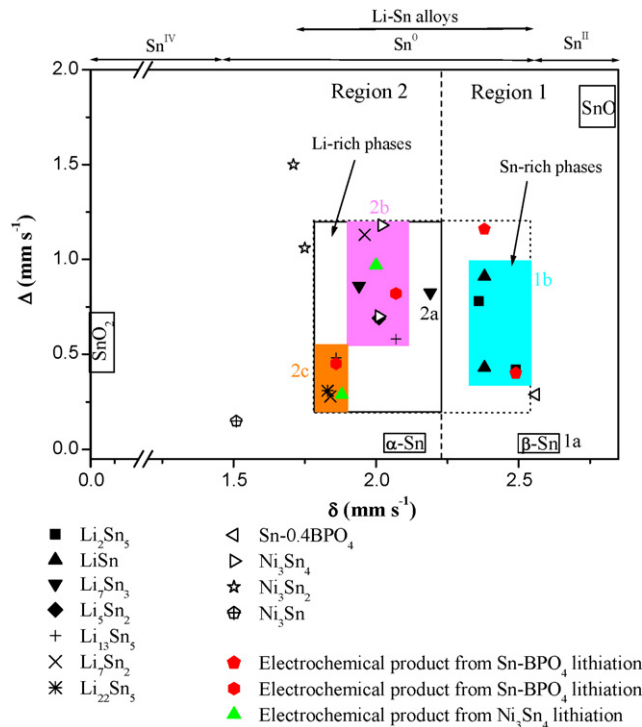 Li-Sn alloys
Sn^IV Sn^0 Sn^II
2.0
1.5
1.0
0.5
0.0
Δ (mm s⁻¹)
Region 2 Region 1
SnO
Li-rich phases
Sn-rich phases
2b
1b
2a
SnO₂
2c
α-Sn β-Sn 1a
0.0 1.5 2.0 2.5
δ (mm s⁻¹)
Li₂Sn₅
LiSn
Li₇Sn₃
Li₅Sn₂
Li₁₃Sn₅
Li₇Sn₂
Li₂₂Sn₅
Sn-0.4BPO₄
Ni₃Sn₄
Ni₃Sn₂
Ni₃Sn
Electrochemical product from Sn-BPO₄ lithiation
Electrochemical product from Sn-BPO₄ lithiation
Electrochemical product from Ni₃Sn₄ lithiation